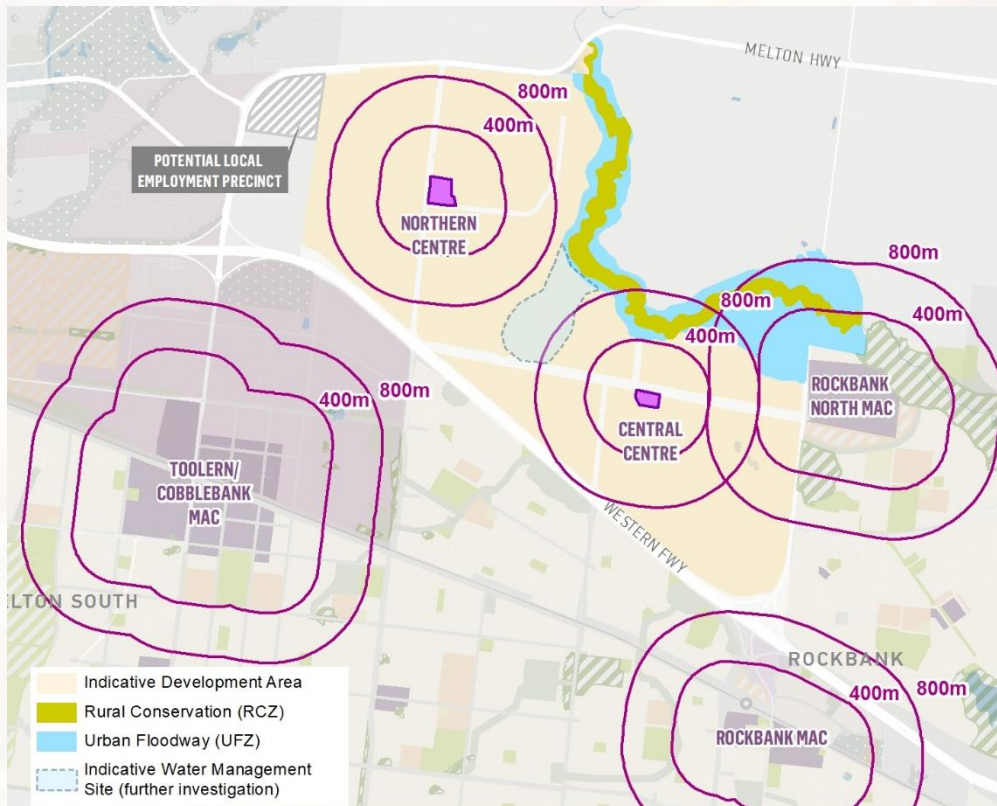 MELTON HWY
800m
400m
POTENTIAL LOCAL
EMPLOYMENT PRECINCT
NORTHERN
CENTRE
800m
800m
400m
400m
400m
800m
ROCKBANK
NORTH MAC
CENTRAL
CENTRE
TOOLERN/
COBBLEBANK
MAC
WESTERN FWY
ELTON SOUTH
ROCKBANK
400m
800m
ROCKBANK MAC
Indicative Development Area
Rural Conservation (RCZ)
Urban Floodway (UFZ)
Indicative Water Management
Site (further investigation)